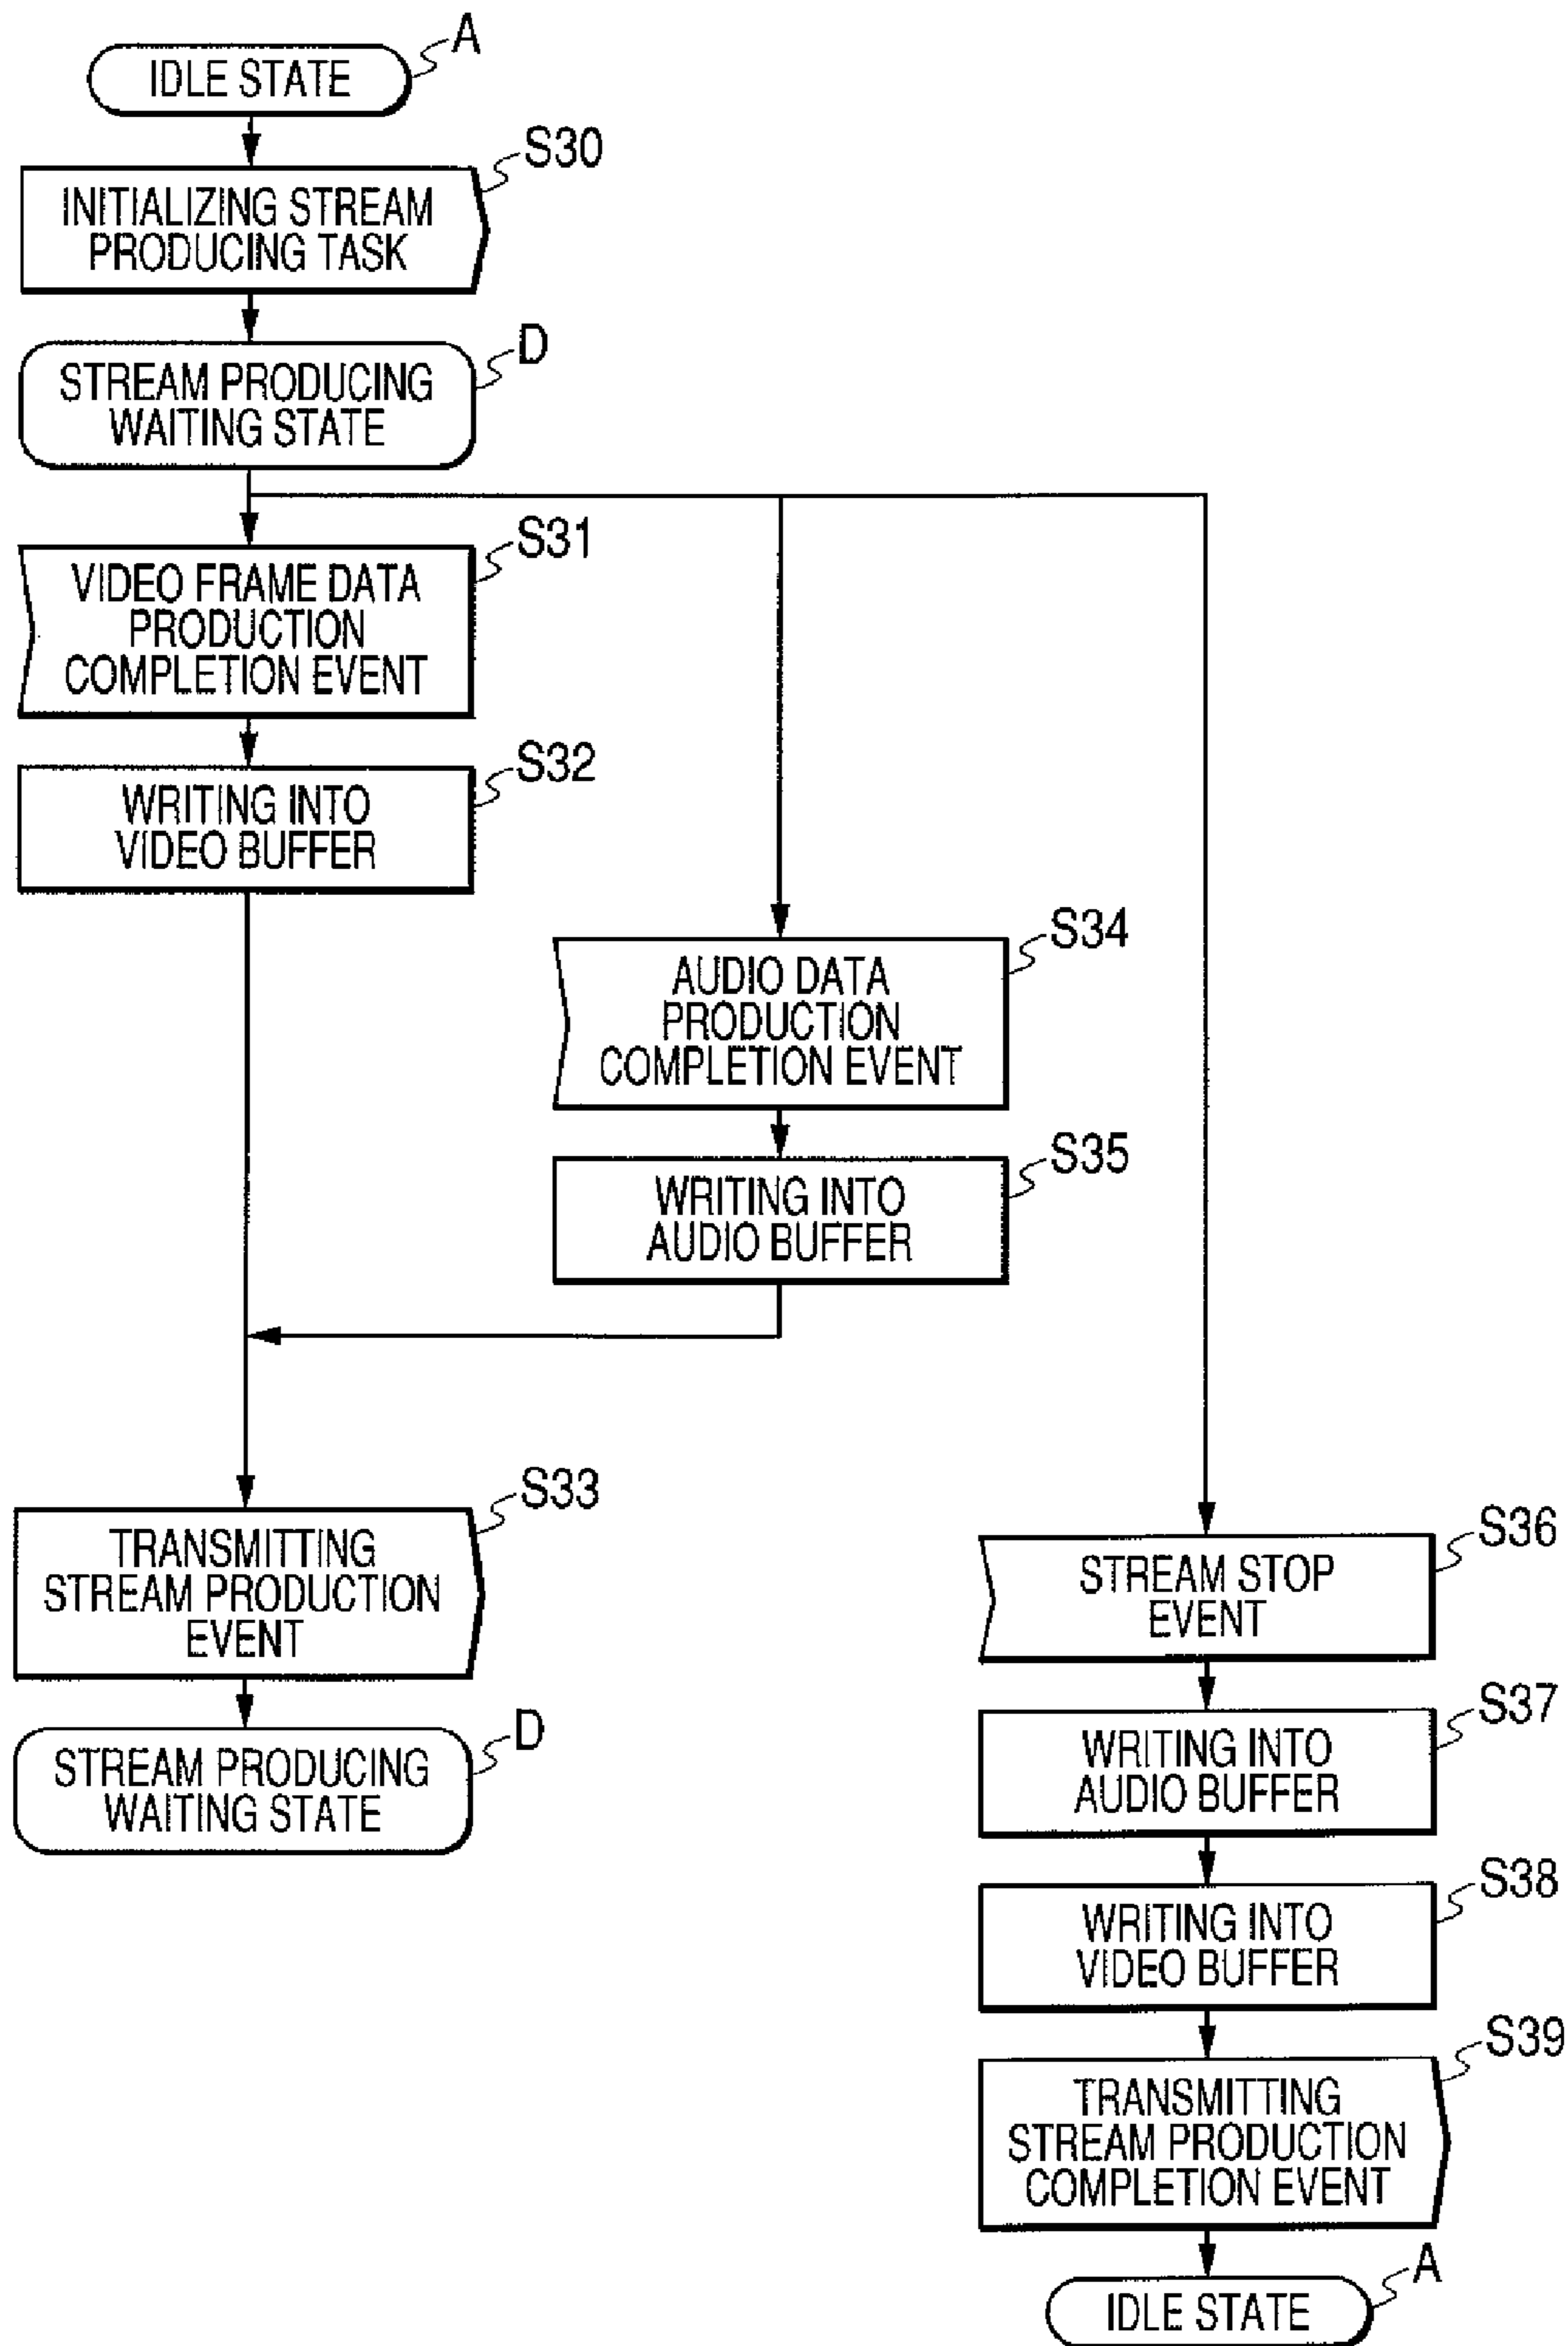 IDLE STATE
A
S30
INITIALIZING STREAM
PRODUCING TASK
D
STREAM PRODUCING
WAITING STATE
S31
VIDEO FRAME DATA
PRODUCTION
COMPLETION EVENT
S32
WRITING INTO
VIDEO BUFFER
S34
AUDIO DATA
PRODUCTION
COMPLETION EVENT
S35
WRITING INTO
AUDIO BUFFER
S33
TRANSMITTING
STREAM PRODUCTION
EVENT
D
STREAM PRODUCING
WAITING STATE
S36
STREAM STOP
EVENT
S37
WRITING INTO
AUDIO BUFFER
S38
WRITING INTO
VIDEO BUFFER
S39
TRANSMITTING
STREAM PRODUCTION
COMPLETION EVENT
A
IDLE STATE